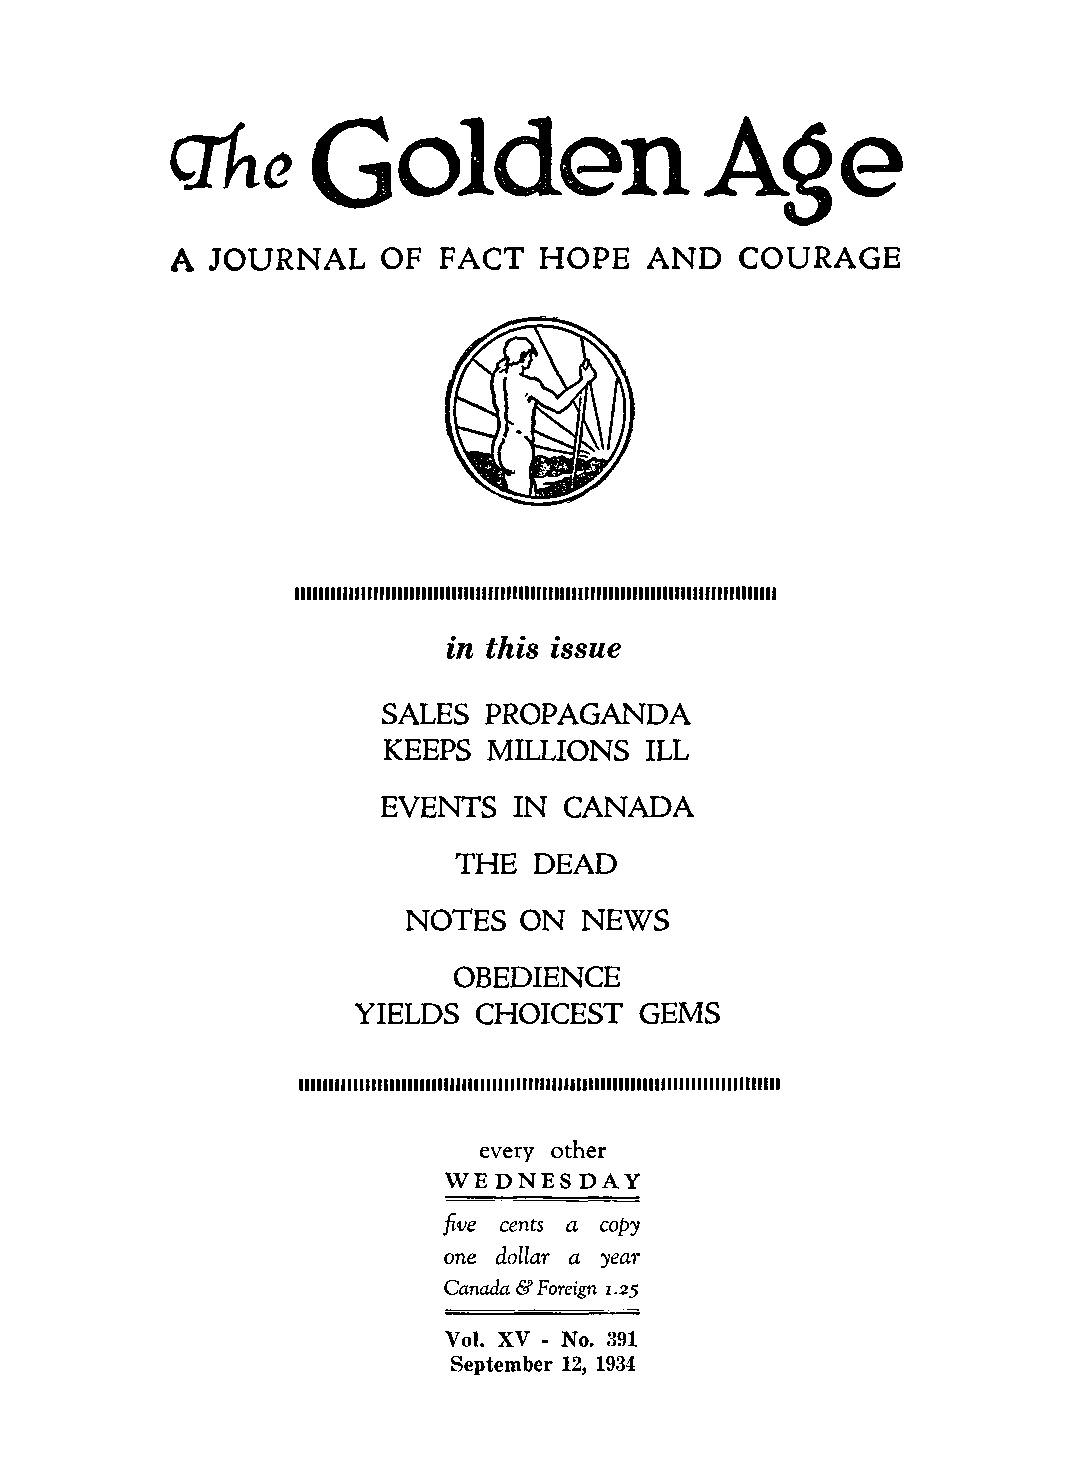 The Golden Age
A JOURNAL OF FACT HOPE AND COURAGE
in this issue
SALES PROPAGANDA
KEEPS MILLIONS ILL
EVENTS IN CANADA
THE DEAD
NOTES ON NEWS
OBEDIENCE
YIELDS CHOICEST GEMS
every other
WEDNESDAY
five cents a copy
one dollar a year
Canada & Foreign 1.25
Vol. XV - No. 391
September 12, 1934